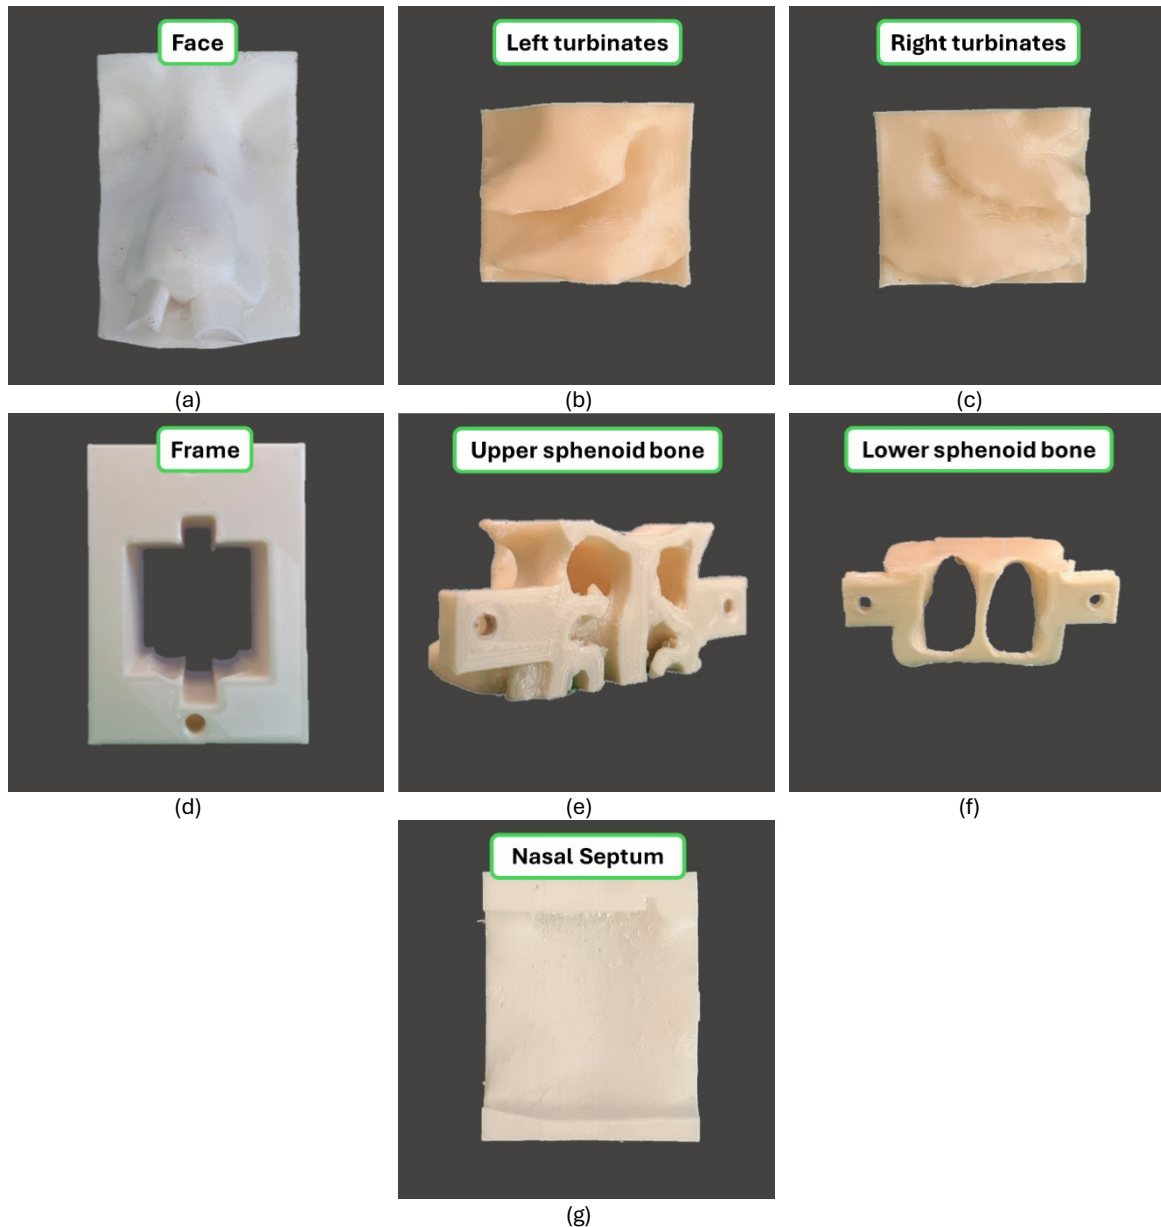 Face
Left turbinates
Right turbinates
(a)
(b)
(c)
Frame
Upper sphenoid bone
Lower sphenoid bone
(d)
(e)
(f)
Nasal Septum
(g)